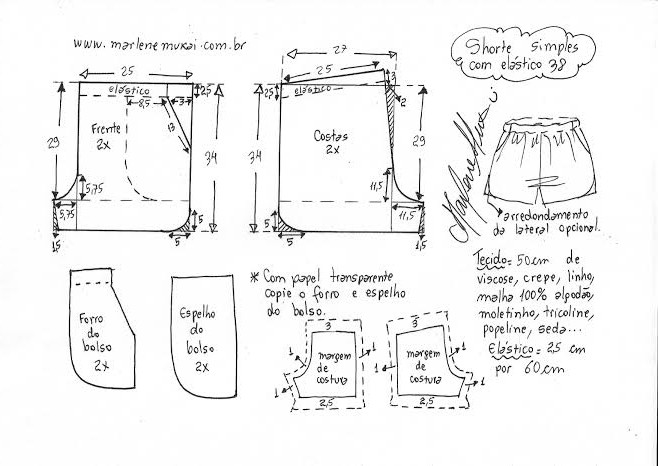 www.marlenemukai.com.br
Shorte simples
com elástico 38
25
elástico
8,5
3
2,5
13
Frente
2x
29
34
5,75
5,75
1,5
5
5
27
25
3
2,5
elástico
2
Costas
2x
34
29
11,5
11,5
1,5
5
5
arredondamento
da lateral opcional.
Tecido= 50cm de
viscose, crepe, linho,
malha 100% algodão,
moletinho, tricoline,
popeline, seda...
Elástico= 2,5 cm
por 60cm
Forro
do
bolso
2x
Espelho
do
bolso
2x
* Com papel transparente
copie o forro e espelho
do bolso.
3
margem
de
costura
1
1
1
2,5
3
margem
de
costura
1
1
1
2,5